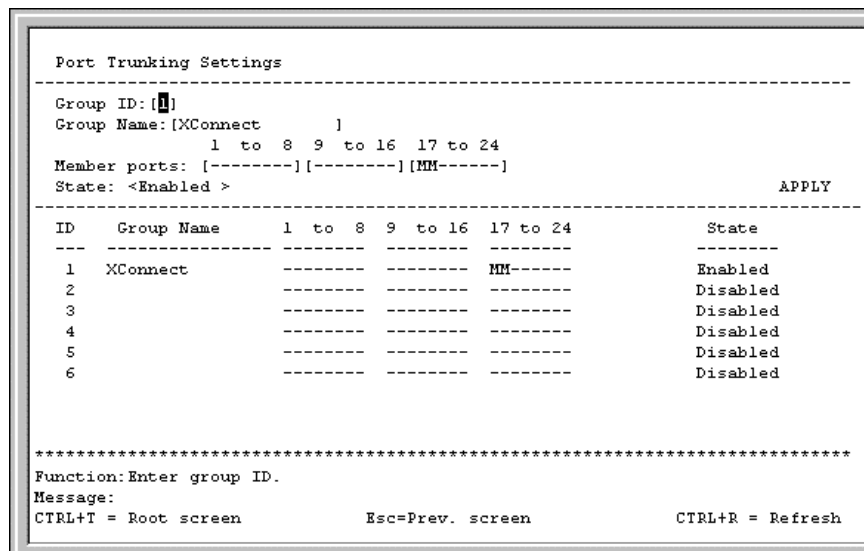 Port Trunking Settings
--------------------------------------------------------------------------------
Group ID:[1]
Group Name:[XConnect        ]
1  to  8  9  to 16  17 to 24
Member ports: [--------][--------][MM------]
State: <Enabled >                                                     APPLY
--------------------------------------------------------------------------------
ID    Group Name     1  to  8  9  to 16  17 to 24             State
---  ----------------  --------  --------  --------            --------
1   XConnect         --------  --------  MM------            Enabled
2                    --------  --------  --------            Disabled
3                    --------  --------  --------            Disabled
4                    --------  --------  --------            Disabled
5                    --------  --------  --------            Disabled
6                    --------  --------  --------            Disabled
********************************************************************************
Function:Enter group ID.
Message:
CTRL+T = Root screen            Esc=Prev. screen              CTRL+R = Refresh